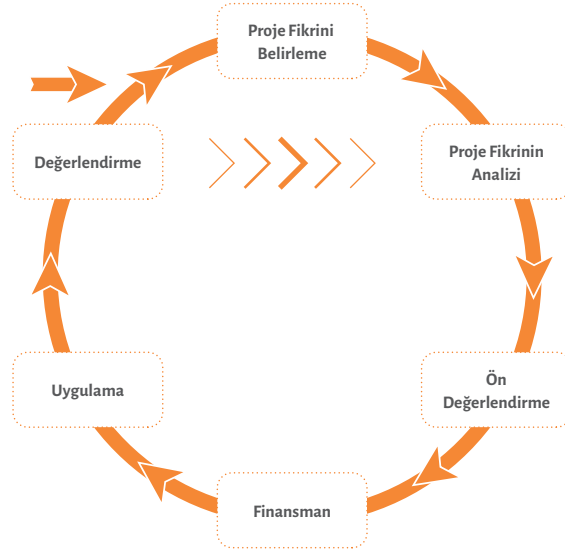 Proje Fikrini
Belirleme
Proje Fikrinin
Analizi
Ön
Değerlendirme
Finansman
Uygulama
Değerlendirme